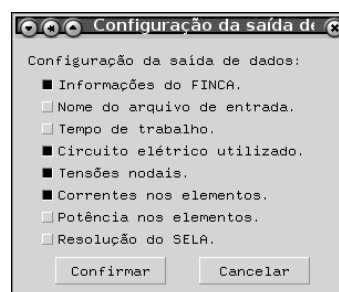 Configuração da saída de
Configuração da saída de dados:
Informações do FINCA.
Nome do arquivo de entrada.
Tempo de trabalho.
Circuito elétrico utilizado.
Tensões nodais.
Correntes nos elementos.
Potência nos elementos.
Resolução do SELA.
Confirmar
Cancelar